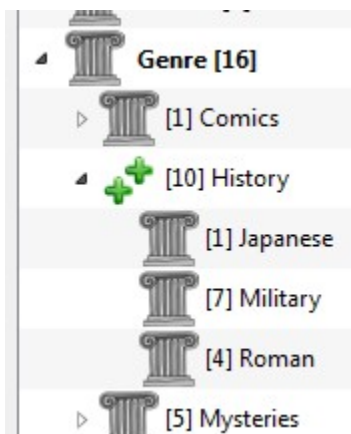 Genre [16]
[1] Comics
[10] History
[1] Japanese
[7] Military
[4] Roman
[5] Mysteries